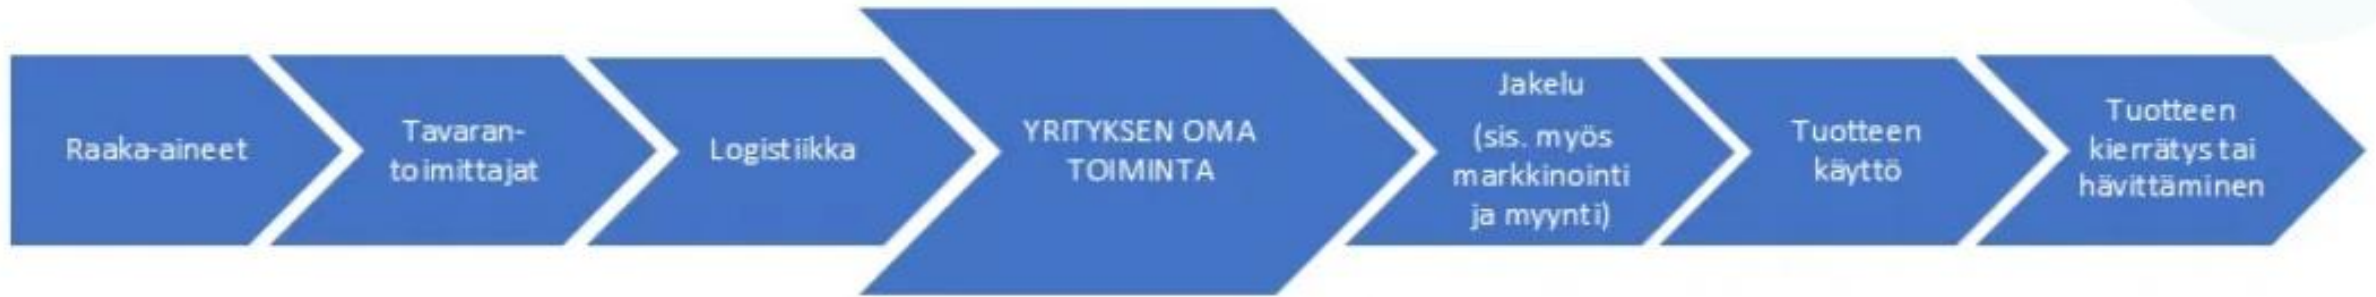 Raaka-aineet
Tavaran-
toimittajat
Logistiikka
YRITYKSEN OMA
TOIMINTA
Jakelu
(sis. myös
markkinointi
ja myynti)
Tuotteen
käyttö
Tuotteen
kierrätys tai
hävittäminen